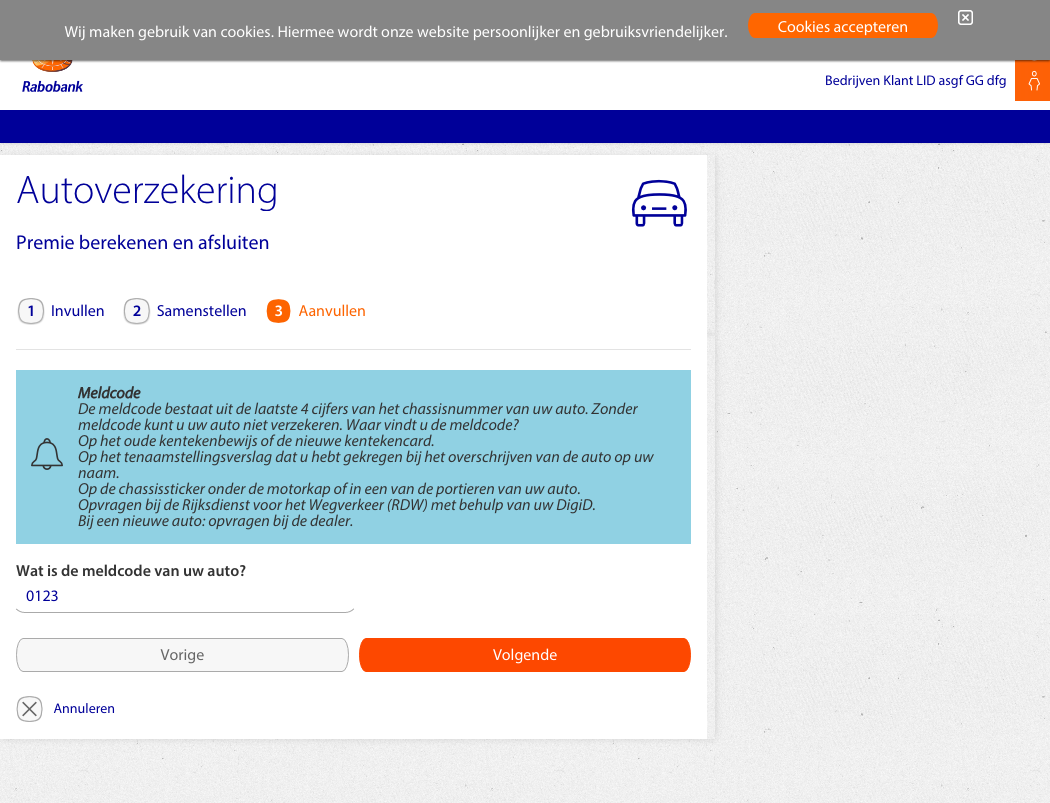 Wij maken gebruik van cookies. Hiermee wordt onze website persoonlijker en gebruiksvriendelijker.
Cookies accepteren
Rabobank
Bedrijven Klant LID asgf GG dfg
Autoverzekering
Premie berekenen en afsluiten
1 Invullen 2 Samenstellen 3 Aanvullen
Meldcode
De meldcode bestaat uit de laatste 4 cijfers van het chassisnummer van uw auto. Zonder
meldcode kunt u uw auto niet verzekeren. Waar vindt u de meldcode?
Op het oude kentekenbewijs of de nieuwe kentekencard.
Op het tenaamstellingsverslag dat u hebt gekregen bij het overschrijven van de auto op uw
naam.
Op de chassissticker onder de motorkap of in een van de portieren van uw auto.
Opvragen bij de Rijksdienst voor het Wegverkeer (RDW) met behulp van uw DigiD.
Bij een nieuwe auto: opvragen bij de dealer.
Wat is de meldcode van uw auto?
0123
Vorige
Volgende
Annuleren